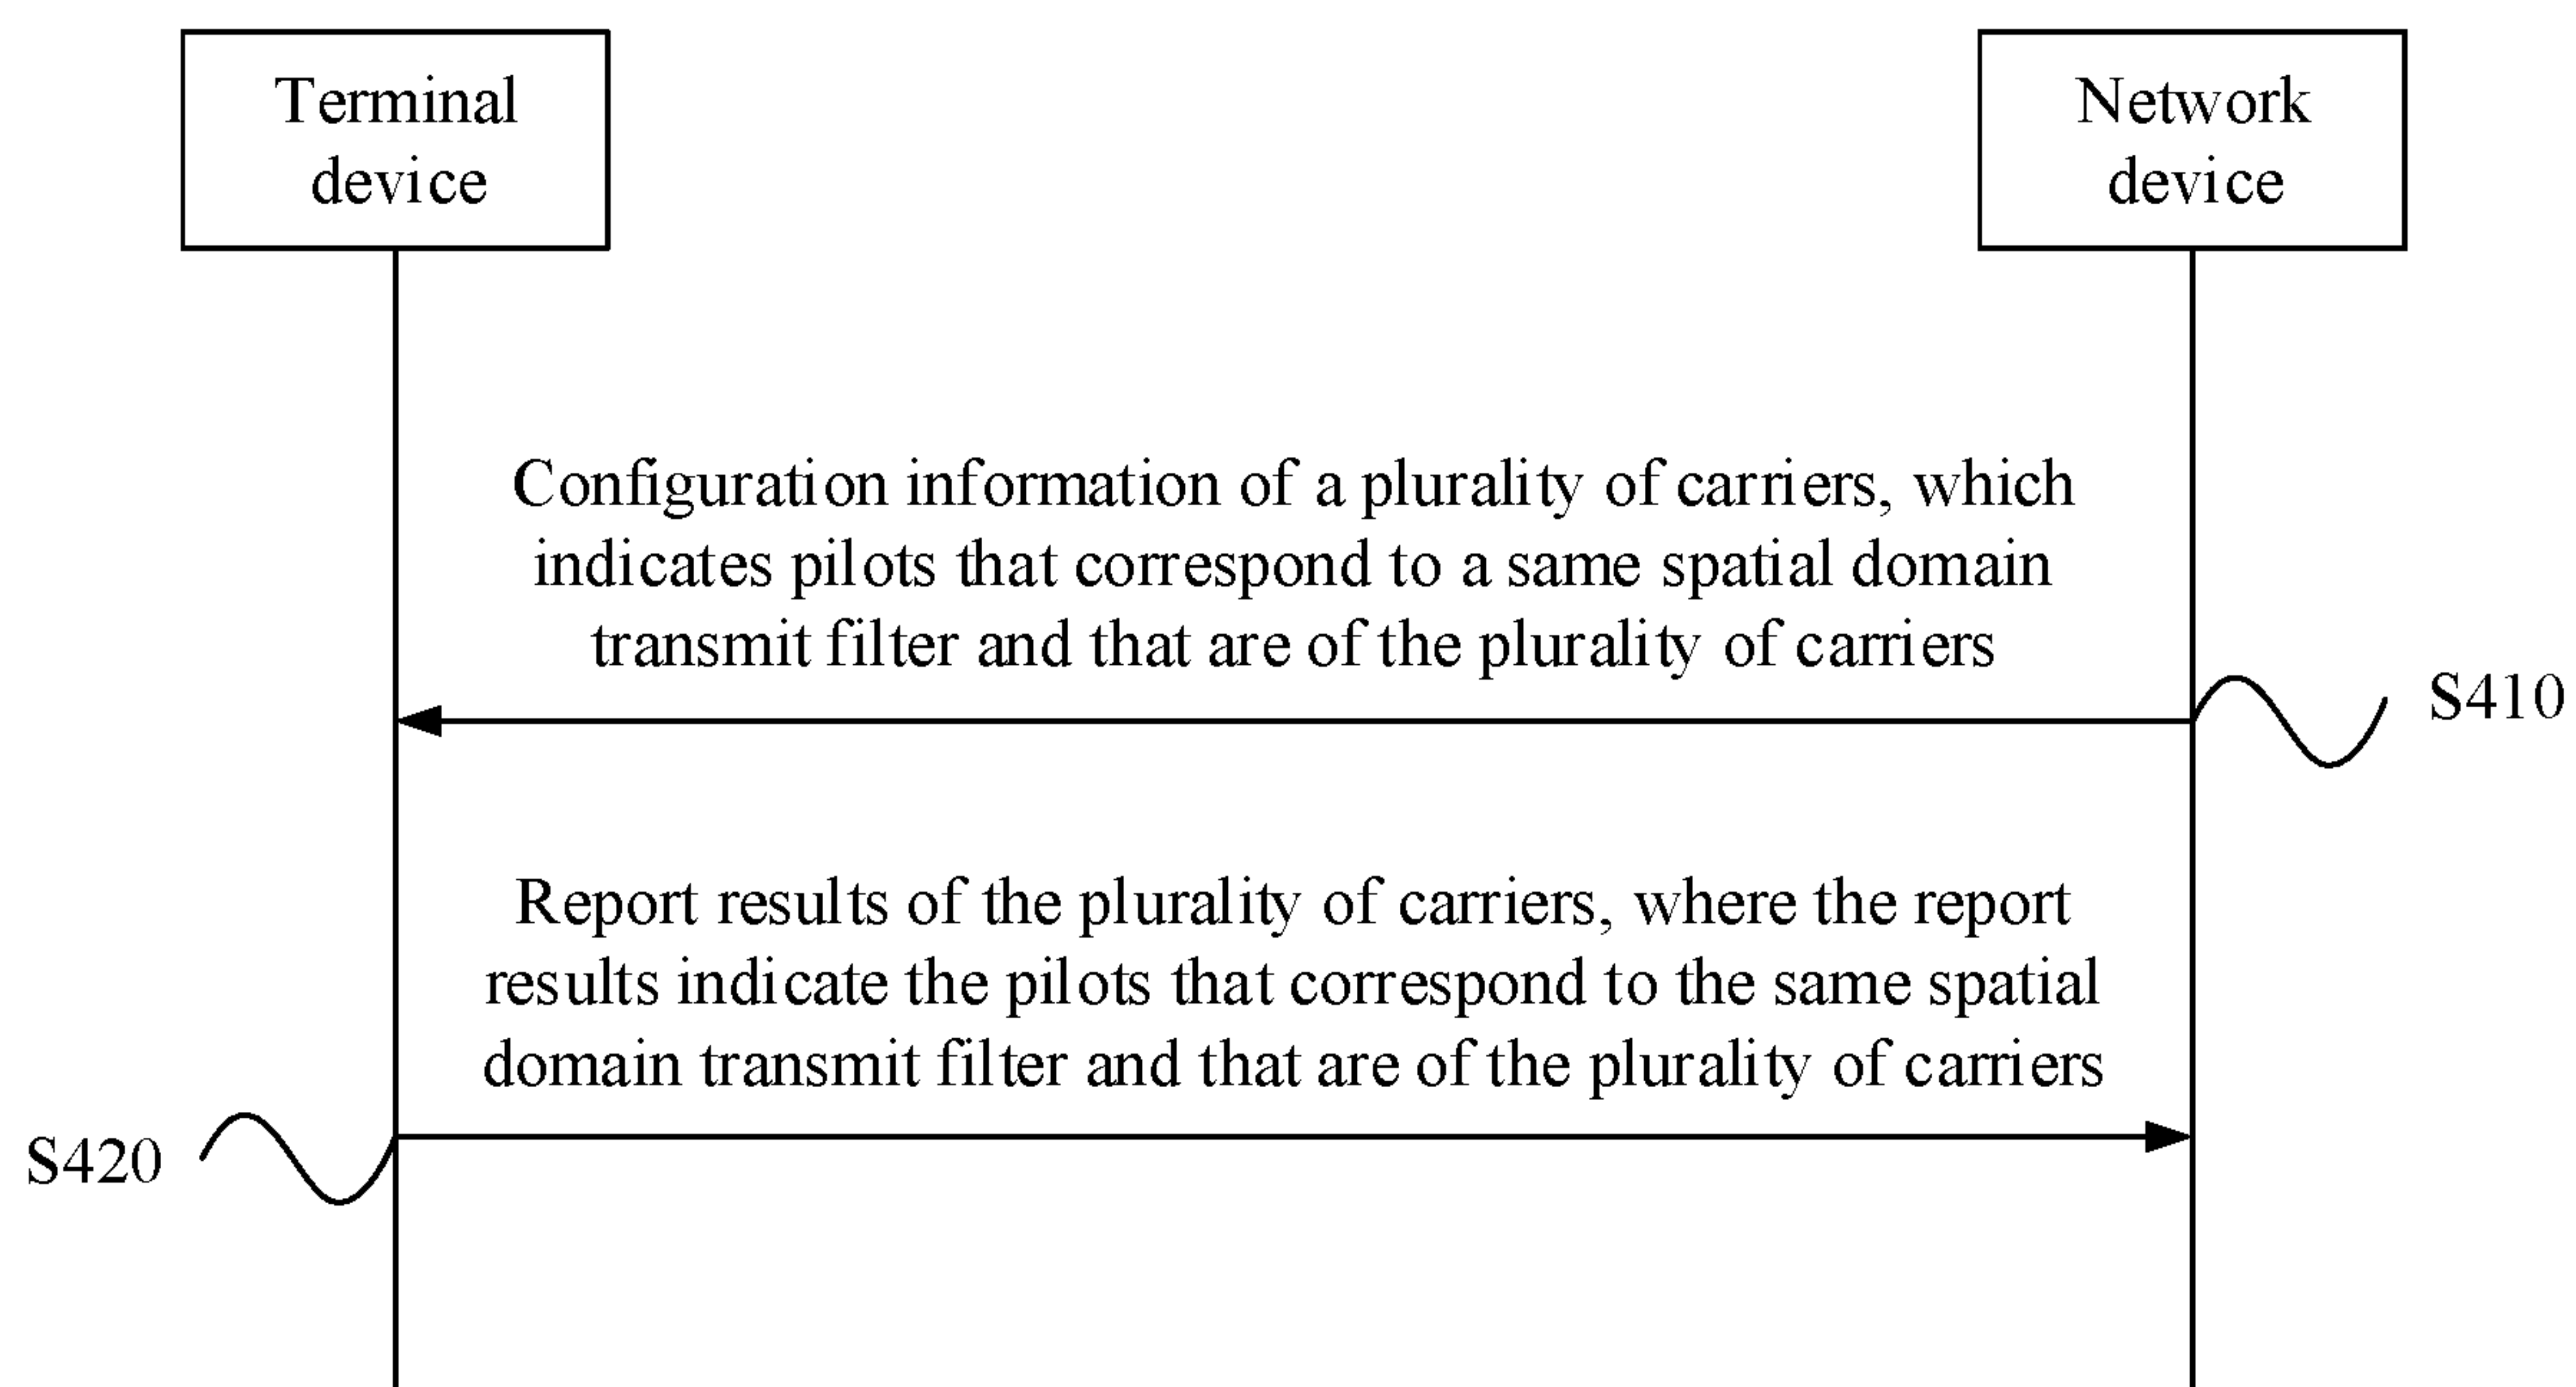 Terminal
device
Network
device
Configuration information of a plurality of carriers, which
indicates pilots that correspond to a same spatial domain
transmit filter and that are of the plurality of carriers
S410
Report results of the plurality of carriers, where the report
results indicate the pilots that correspond to the same spatial
domain transmit filter and that are of the plurality of carriers
S420